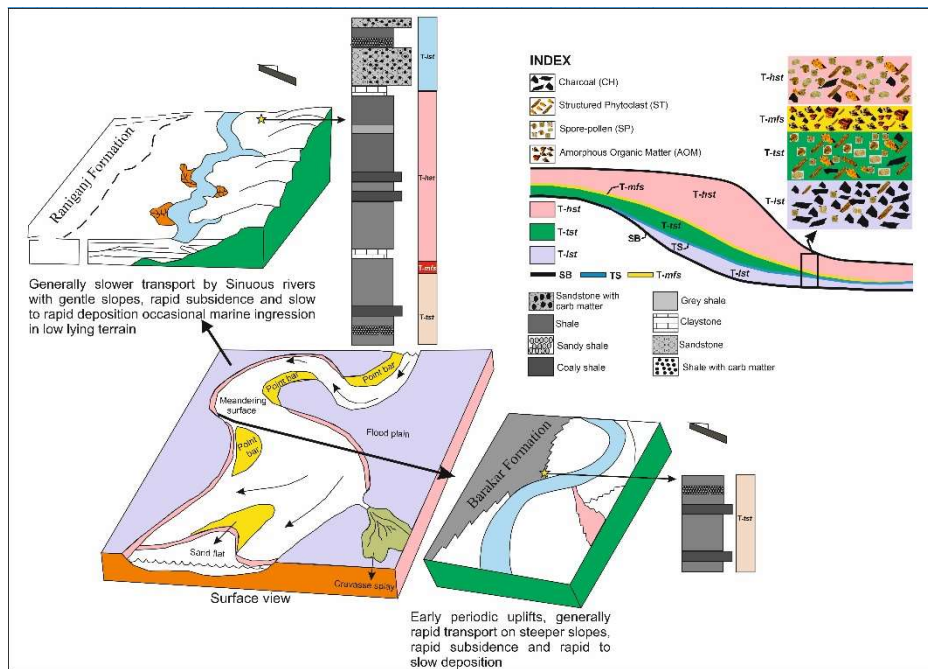 Raniganj Formation
T-lst
T-hst
T-mfs
T-tst
Generally slower transport by Sinuous rivers
with gentle slopes, rapid subsidence and slow
to rapid deposition occasional marine ingression
in low lying terrain
INDEX
Charcoal (CH)
Structured Phytoclast (ST)
Spore-pollen (SP)
Amorphous Organic Matter (AOM)
T-hst
T-mfs
T-tst
T-lst
T-mfs
T-hst
T-tst
SB
TS
T-lst
T-hst
T-tst
T-lst
SB
TS
T-mfs
Sandstone with
carb matter
Shale
Sandy shale
Coaly shale
Grey shale
Claystone
Sandstone
Shale with carb matter
Point bar
Point bar
Meandering
surface
Flood plain
Point
bar
Sand flat
Cravasse splay
Surface view
Barakar Formation
T-tst
Early periodic uplifts, generally
rapid transport on steeper slopes,
rapid subsidence and rapid to
slow deposition